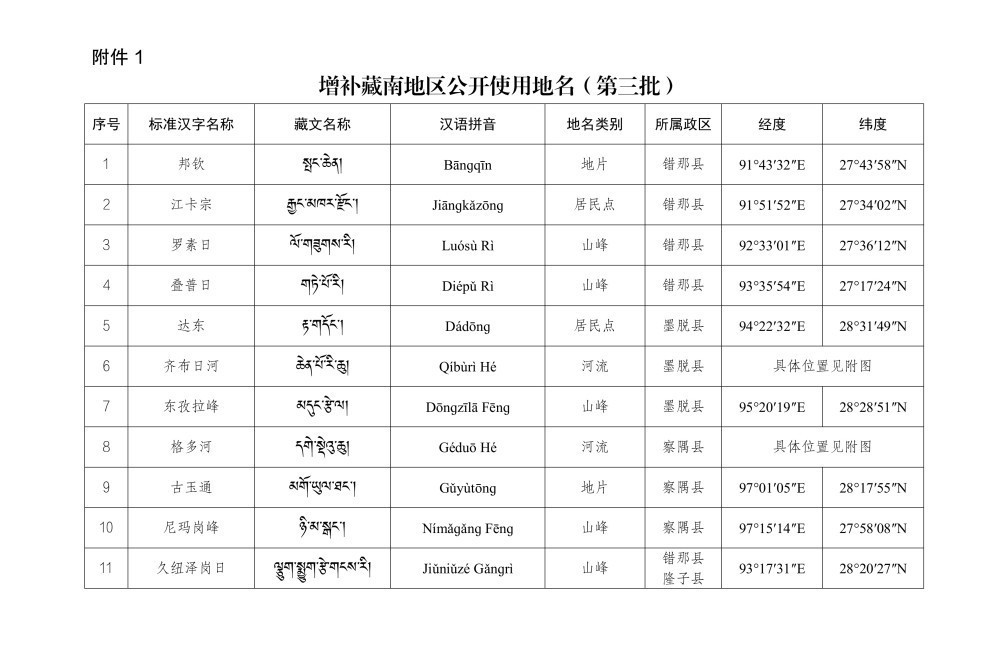 附件 1
增补藏南地区公开使用地名（第三批）
序号 标准汉字名称 藏文名称 汉语拼音 地名类别 所属政区 经度 纬度
1 邦钦 སྤང་ཆེན། Bāngqīn 地片 错那县 91°43′32″E 27°43′58″N
2 江卡宗 རྒྱང་མཁར་རྫོང་། Jiāngkǎzōng 居民点 错那县 91°51′52″E 27°34′02″N
3 罗素日 ལོ་གཟུགས་རི། Luósù Rì 山峰 错那县 92°33′01″E 27°36′12″N
4 叠普日 གཏེ་པོ་རི། Diépǔ Rì 山峰 错那县 93°35′54″E 27°17′24″N
5 达东 རྟ་གདོང་། Dádōng 居民点 墨脱县 94°22′32″E 28°31′49″N
6 齐布日河 ཆེན་པོ་རི་ཆུ། Qíbùrì Hé 河流 墨脱县 具体位置见附图
7 东孜拉峰 མདུང་རྩེ་ལ། Dōngzīlā Fēng 山峰 墨脱县 95°20′19″E 28°28′51″N
8 格多河 དགེ་སྡེའུ་ཆུ། Géduō Hé 河流 察隅县 具体位置见附图
9 古玉通 མགོ་ཡུལ་ཐང་། Gǔyùtōng 地片 察隅县 97°01′05″E 28°17′55″N
10 尼玛岗峰 ཉི་མ་སྒང་། Nímǎgǎng Fēng 山峰 察隅县 97°15′14″E 27°58′08″N
11 久纽泽岗日 ལྕུག་སྨྱུག་རྩེ་གངས་རི། Jiǔniǔzé Gǎngrì 山峰 错那县 93°17′31″E 28°20′27″N
隆子县